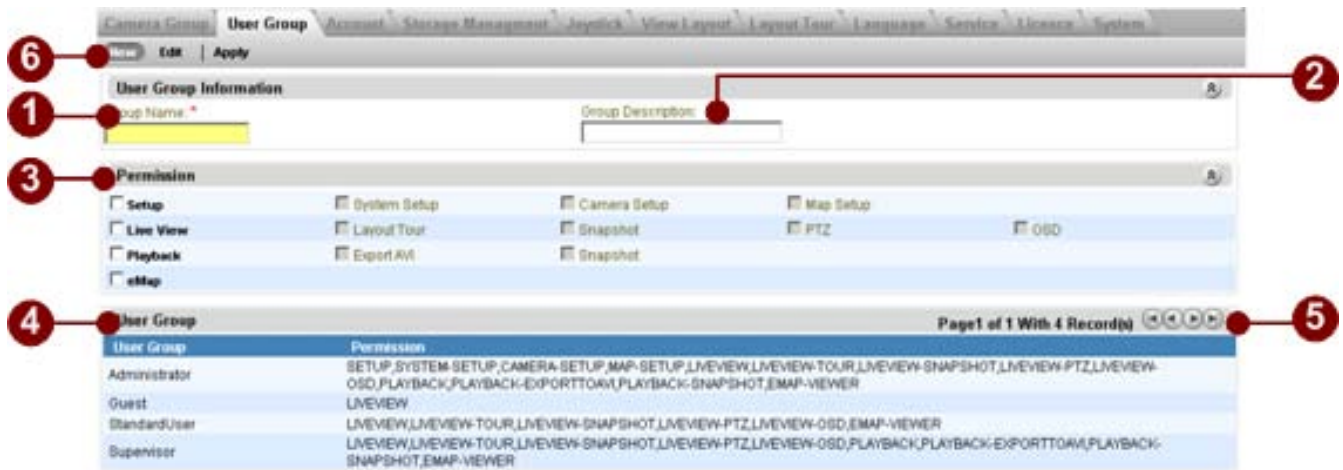 Camera Group User Group Account Storage Managment Joystick View Layout Layout Tour Language Service Licence System
6 New Edit | Apply
User Group Information
2
1 Group Name: * Group Description:
3 Permission
Setup System Setup Camera Setup Map Setup
Live View Layout Tour Snapshot PTZ OSD
Playback Export AVI Snapshot
eMap
4 User Group Page1 of 1 With 4 Record(s) 5
User Group Permission
Administrator SETUP,SYSTEM-SETUP,CAMERA-SETUP,MAP-SETUP,LIVEVIEW,LIVEVIEW-TOUR,LIVEVIEW-SNAPSHOT,LIVEVIEW-PTZ,LIVEVIEW-
OSD,PLAYBACK,PLAYBACK-EXPORTTOAVI,PLAYBACK-SNAPSHOT,EMAP-VIEWER
Guest LIVEVIEW
StandardUser LIVEVIEW,LIVEVIEW-TOUR,LIVEVIEW-SNAPSHOT,LIVEVIEW-PTZ,LIVEVIEW-OSD,EMAP-VIEWER
Supervisor LIVEVIEW,LIVEVIEW-TOUR,LIVEVIEW-SNAPSHOT,LIVEVIEW-PTZ,LIVEVIEW-OSD,PLAYBACK,PLAYBACK-EXPORTTOAVI,PLAYBACK-
SNAPSHOT,EMAP-VIEWER